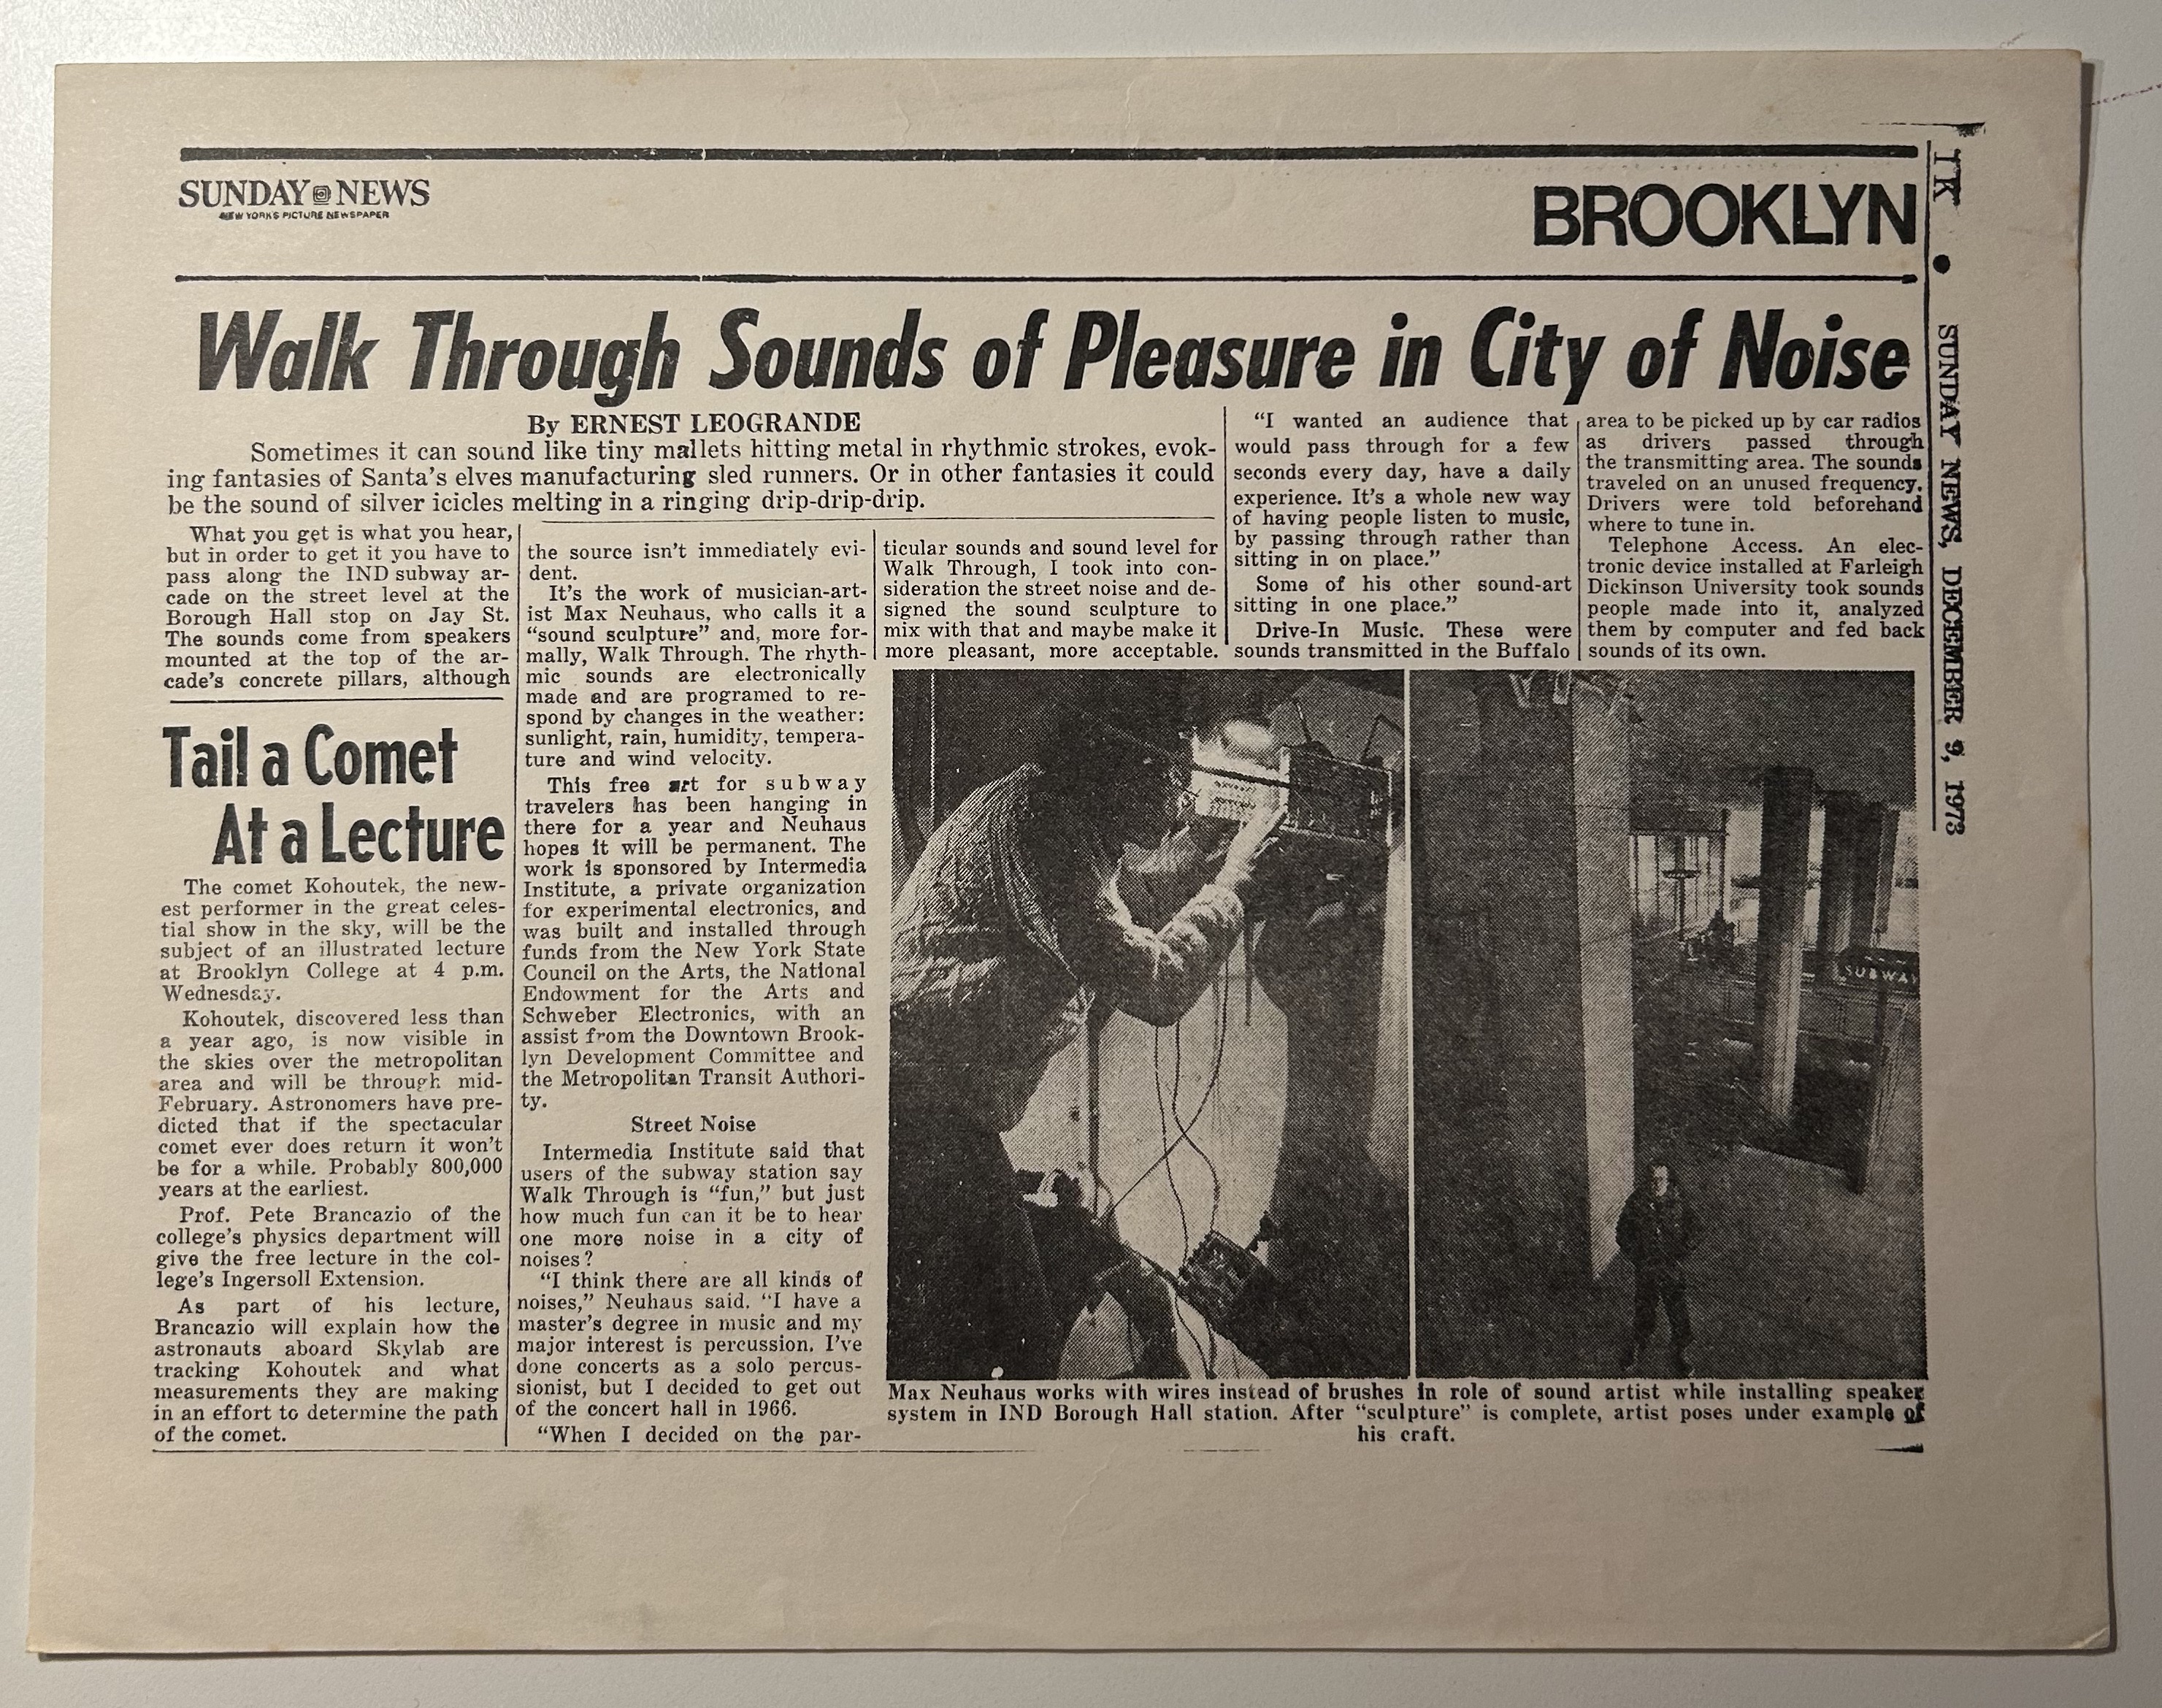 SUNDAY NEWS
NEW YORK'S PICTURE NEWSPAPER
BROOKLYN
TK • SUNDAY NEWS, DECEMBER 9, 1973
Walk Through Sounds of Pleasure in City of Noise
By ERNEST LEOGRANDE
Sometimes it can sound like tiny mallets hitting metal in rhythmic strokes, evok-
ing fantasies of Santa's elves manufacturing sled runners. Or in other fantasies it could
be the sound of silver icicles melting in a ringing drip-drip-drip.
What you get is what you hear,
but in order to get it you have to
pass along the IND subway ar-
cade on the street level at the
Borough Hall stop on Jay St.
The sounds come from speakers
mounted at the top of the ar-
cade's concrete pillars, although
the source isn't immediately evi-
dent.
It's the work of musician-art-
ist Max Neuhaus, who calls it a
"sound sculpture" and, more for-
mally, Walk Through. The rhyth-
mic sounds are electronically
made and are programed to re-
spond by changes in the weather:
sunlight, rain, humidity, tempera-
ture and wind velocity.
This free art for subway
travelers has been hanging in
there for a year and Neuhaus
hopes it will be permanent. The
work is sponsored by Intermedia
Institute, a private organization
for experimental electronics, and
was built and installed through
funds from the New York State
Council on the Arts, the National
Endowment for the Arts and
Schweber Electronics, with an
assist from the Downtown Brook-
lyn Development Committee and
the Metropolitan Transit Authori-
ty.
Street Noise
Intermedia Institute said that
users of the subway station say
Walk Through is "fun," but just
how much fun can it be to hear
one more noise in a city of
noises?
"I think there are all kinds of
noises," Neuhaus said. "I have a
master's degree in music and my
major interest is percussion. I've
done concerts as a solo percus-
sionist, but I decided to get out
of the concert hall in 1966.
"When I decided on the par-
ticular sounds and sound level for
Walk Through, I took into con-
sideration the street noise and de-
signed the sound sculpture to
mix with that and maybe make it
more pleasant, more acceptable.
"I wanted an audience that
would pass through for a few
seconds every day, have a daily
experience. It's a whole new way
of having people listen to music,
by passing through rather than
sitting in on place."
Some of his other sound-art
sitting in one place."
Drive-In Music. These were
sounds transmitted in the Buffalo
area to be picked up by car radios
as drivers passed through
the transmitting area. The sounds
traveled on an unused frequency.
Drivers were told beforehand
where to tune in.
Telephone Access. An elec-
tronic device installed at Farleigh
Dickinson University took sounds
people made into it, analyzed
them by computer and fed back
sounds of its own.
Tail a Comet
At a Lecture
The comet Kohoutek, the new-
est performer in the great celes-
tial show in the sky, will be the
subject of an illustrated lecture
at Brooklyn College at 4 p.m.
Wednesday.
Kohoutek, discovered less than
a year ago, is now visible in
the skies over the metropolitan
area and will be through mid-
February. Astronomers have pre-
dicted that if the spectacular
comet ever does return it won't
be for a while. Probably 800,000
years at the earliest.
Prof. Pete Brancazio of the
college's physics department will
give the free lecture in the col-
lege's Ingersoll Extension.
As part of his lecture,
Brancazio will explain how the
astronauts aboard Skylab are
tracking Kohoutek and what
measurements they are making
in an effort to determine the path
of the comet.
SUBWAY
Max Neuhaus works with wires instead of brushes in role of sound artist while installing speaker
system in IND Borough Hall station. After "sculpture" is complete, artist poses under example of
his craft.